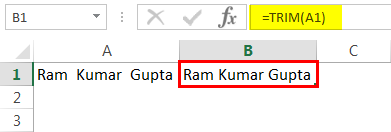 B1 fx =TRIM(A1)
A B C
1 Ram  Kumar  Gupta Ram Kumar Gupta
2
3